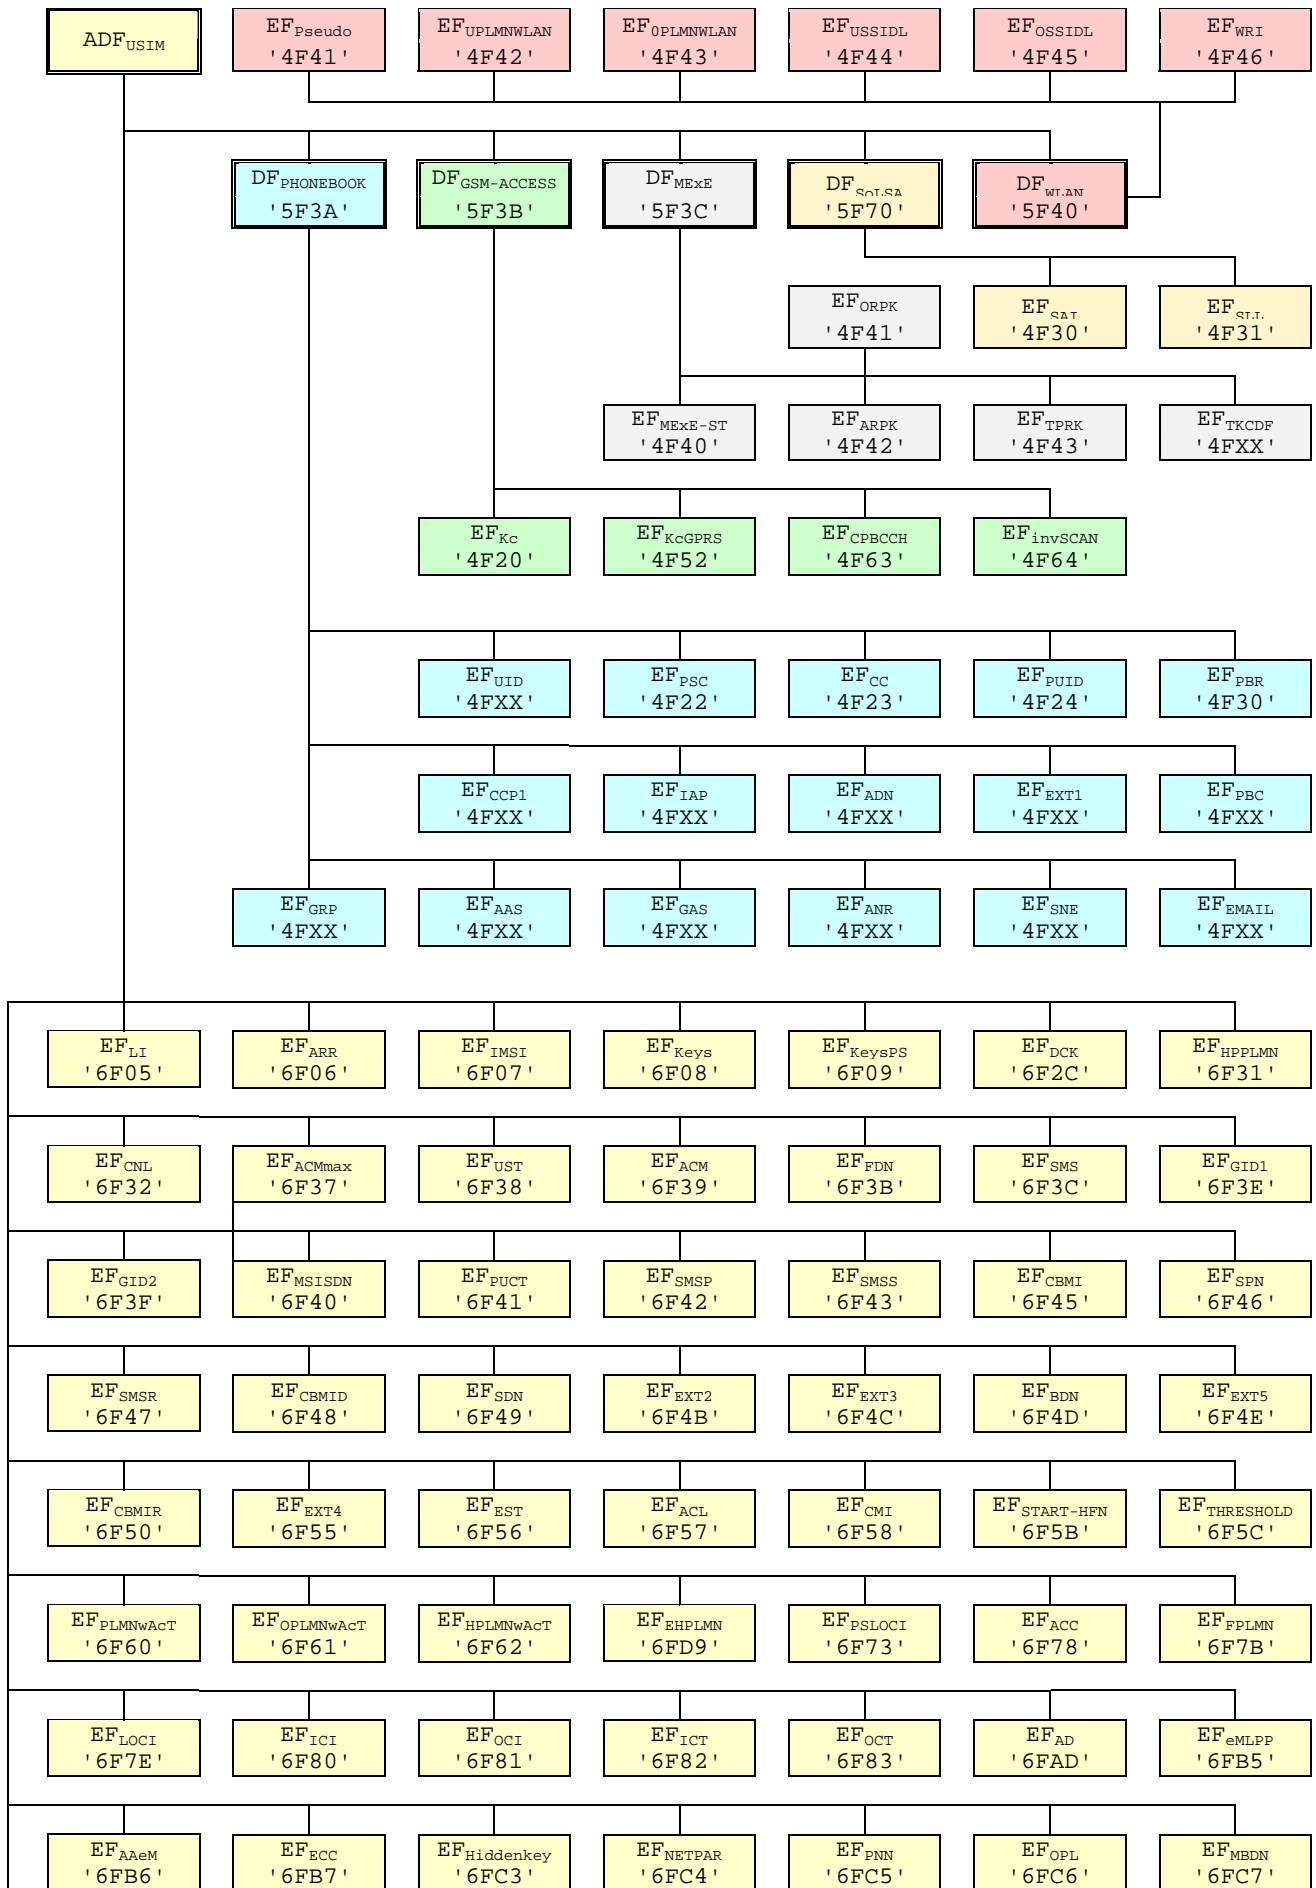 ADFUSIM
EFPseudo
'4F41'
EFUPLMNWLAN
'4F42'
EF0PLMNWLAN
'4F43'
EFUSSIDL
'4F44'
EFOSSIDL
'4F45'
EFWRI
'4F46'
DFPHONEBOOK
'5F3A'
DFGSM-ACCESS
'5F3B'
DFMExE
'5F3C'
DFSoLSA
'5F70'
DFWLAN
'5F40'
EFORPK
'4F41'
EFSAI
'4F30'
EFSLL
'4F31'
EFMExE-ST
'4F40'
EFARPK
'4F42'
EFTPRK
'4F43'
EFTKCDF
'4FXX'
EFKc
'4F20'
EFKcGPRS
'4F52'
EFCPBCCH
'4F63'
EFinvSCAN
'4F64'
EFUID
'4FXX'
EFPSC
'4F22'
EFCC
'4F23'
EFPUID
'4F24'
EFPBR
'4F30'
EFCCP1
'4FXX'
EFIAP
'4FXX'
EFADN
'4FXX'
EFEXT1
'4FXX'
EFPBC
'4FXX'
EFGRP
'4FXX'
EFAAS
'4FXX'
EFGAS
'4FXX'
EFANR
'4FXX'
EFSNE
'4FXX'
EFEMAIL
'4FXX'
EFLI
'6F05'
EFARR
'6F06'
EFIMSI
'6F07'
EFKeys
'6F08'
EFKeysPS
'6F09'
EFDCK
'6F2C'
EFHPPLMN
'6F31'
EFCNL
'6F32'
EFACMmax
'6F37'
EFUST
'6F38'
EFACM
'6F39'
EFFDN
'6F3B'
EFSMS
'6F3C'
EFGID1
'6F3E'
EFGID2
'6F3F'
EFMSISDN
'6F40'
EFPUCT
'6F41'
EFSMSP
'6F42'
EFSMSS
'6F43'
EFCBMI
'6F45'
EFSPN
'6F46'
EFSMSR
'6F47'
EFCBMID
'6F48'
EFSDN
'6F49'
EFEXT2
'6F4B'
EFEXT3
'6F4C'
EFBDN
'6F4D'
EFEXT5
'6F4E'
EFCBMIR
'6F50'
EFEXT4
'6F55'
EFEST
'6F56'
EFACL
'6F57'
EFCMI
'6F58'
EFSTART-HFN
'6F5B'
EFTHRESHOLD
'6F5C'
EFPLMNwAcT
'6F60'
EFOPLMNwAcT
'6F61'
EFHPLMNwAcT
'6F62'
EFEHPLMN
'6FD9'
EFPSLOCI
'6F73'
EFACC
'6F78'
EFFPLMN
'6F7B'
EFLOCI
'6F7E'
EFICI
'6F80'
EFOCI
'6F81'
EFICT
'6F82'
EFOCT
'6F83'
EFAD
'6FAD'
EFeMLPP
'6FB5'
EFAAeM
'6FB6'
EFECC
'6FB7'
EFHiddenkey
'6FC3'
EFNETPAR
'6FC4'
EFPNN
'6FC5'
EFOPL
'6FC6'
EFMBDN
'6FC7'